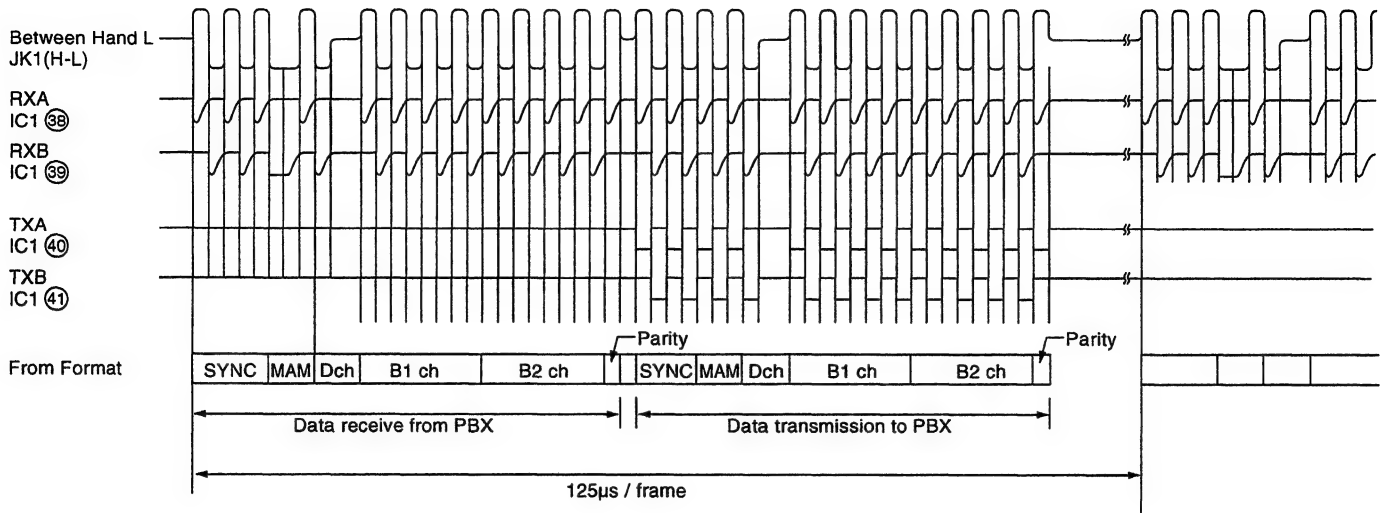 Between Hand L
JK1(H-L)
RXA
IC1 38
RXB
IC1 39
TXA
IC1 40
TXB
IC1 41
Parity
Parity
From Format
SYNC MAM Dch B1 ch B2 ch SYNC MAM Dch B1 ch B2 ch
Data receive from PBX
Data transmission to PBX
125µs / frame